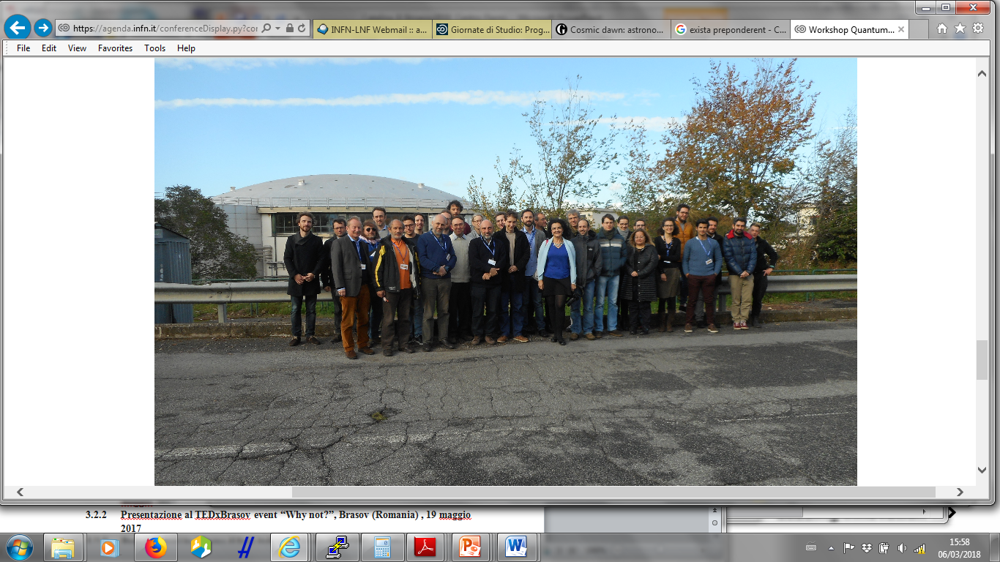 https://agenda.infn.it/conferenceDisplay.py?cor
INFN-LNF Webmail :: a...
Giornate di Studio: Prog...
Cosmic dawn: astrono...
exista preponderent - C...
Workshop Quantum...
File Edit View Favorites Tools Help
3.2.2 Presentazione al TEDxBrasov event “Why not?”, Brasov (Romania) , 19 maggio
2017
15:58
06/03/2018